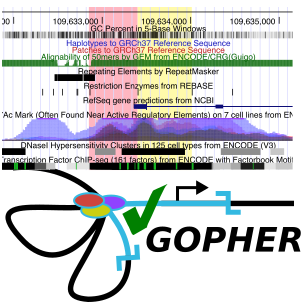 00 109,633,000 109,634,000 109,635,000
GC Percent in 5-Base Windows
Haplotypes to GRCh37 Reference Sequence
Patches to GRCh37 Reference Sequence
Alignability of 50mers by GEM from ENCODE/CRG(Guigo)
Repeating Elements by RepeatMasker
Restriction Enzymes from REBASE
RefSeq gene predictions from NCBI
Ac Mark (Often Found Near Active Regulatory Elements) on 7 cell lines from EN
DNaseI Hypersensitivity Clusters in 125 cell types from ENCODE (V3)
ranscription Factor ChIP-seq (161 factors) from ENCODE with Factorbook Motif
GOPHER